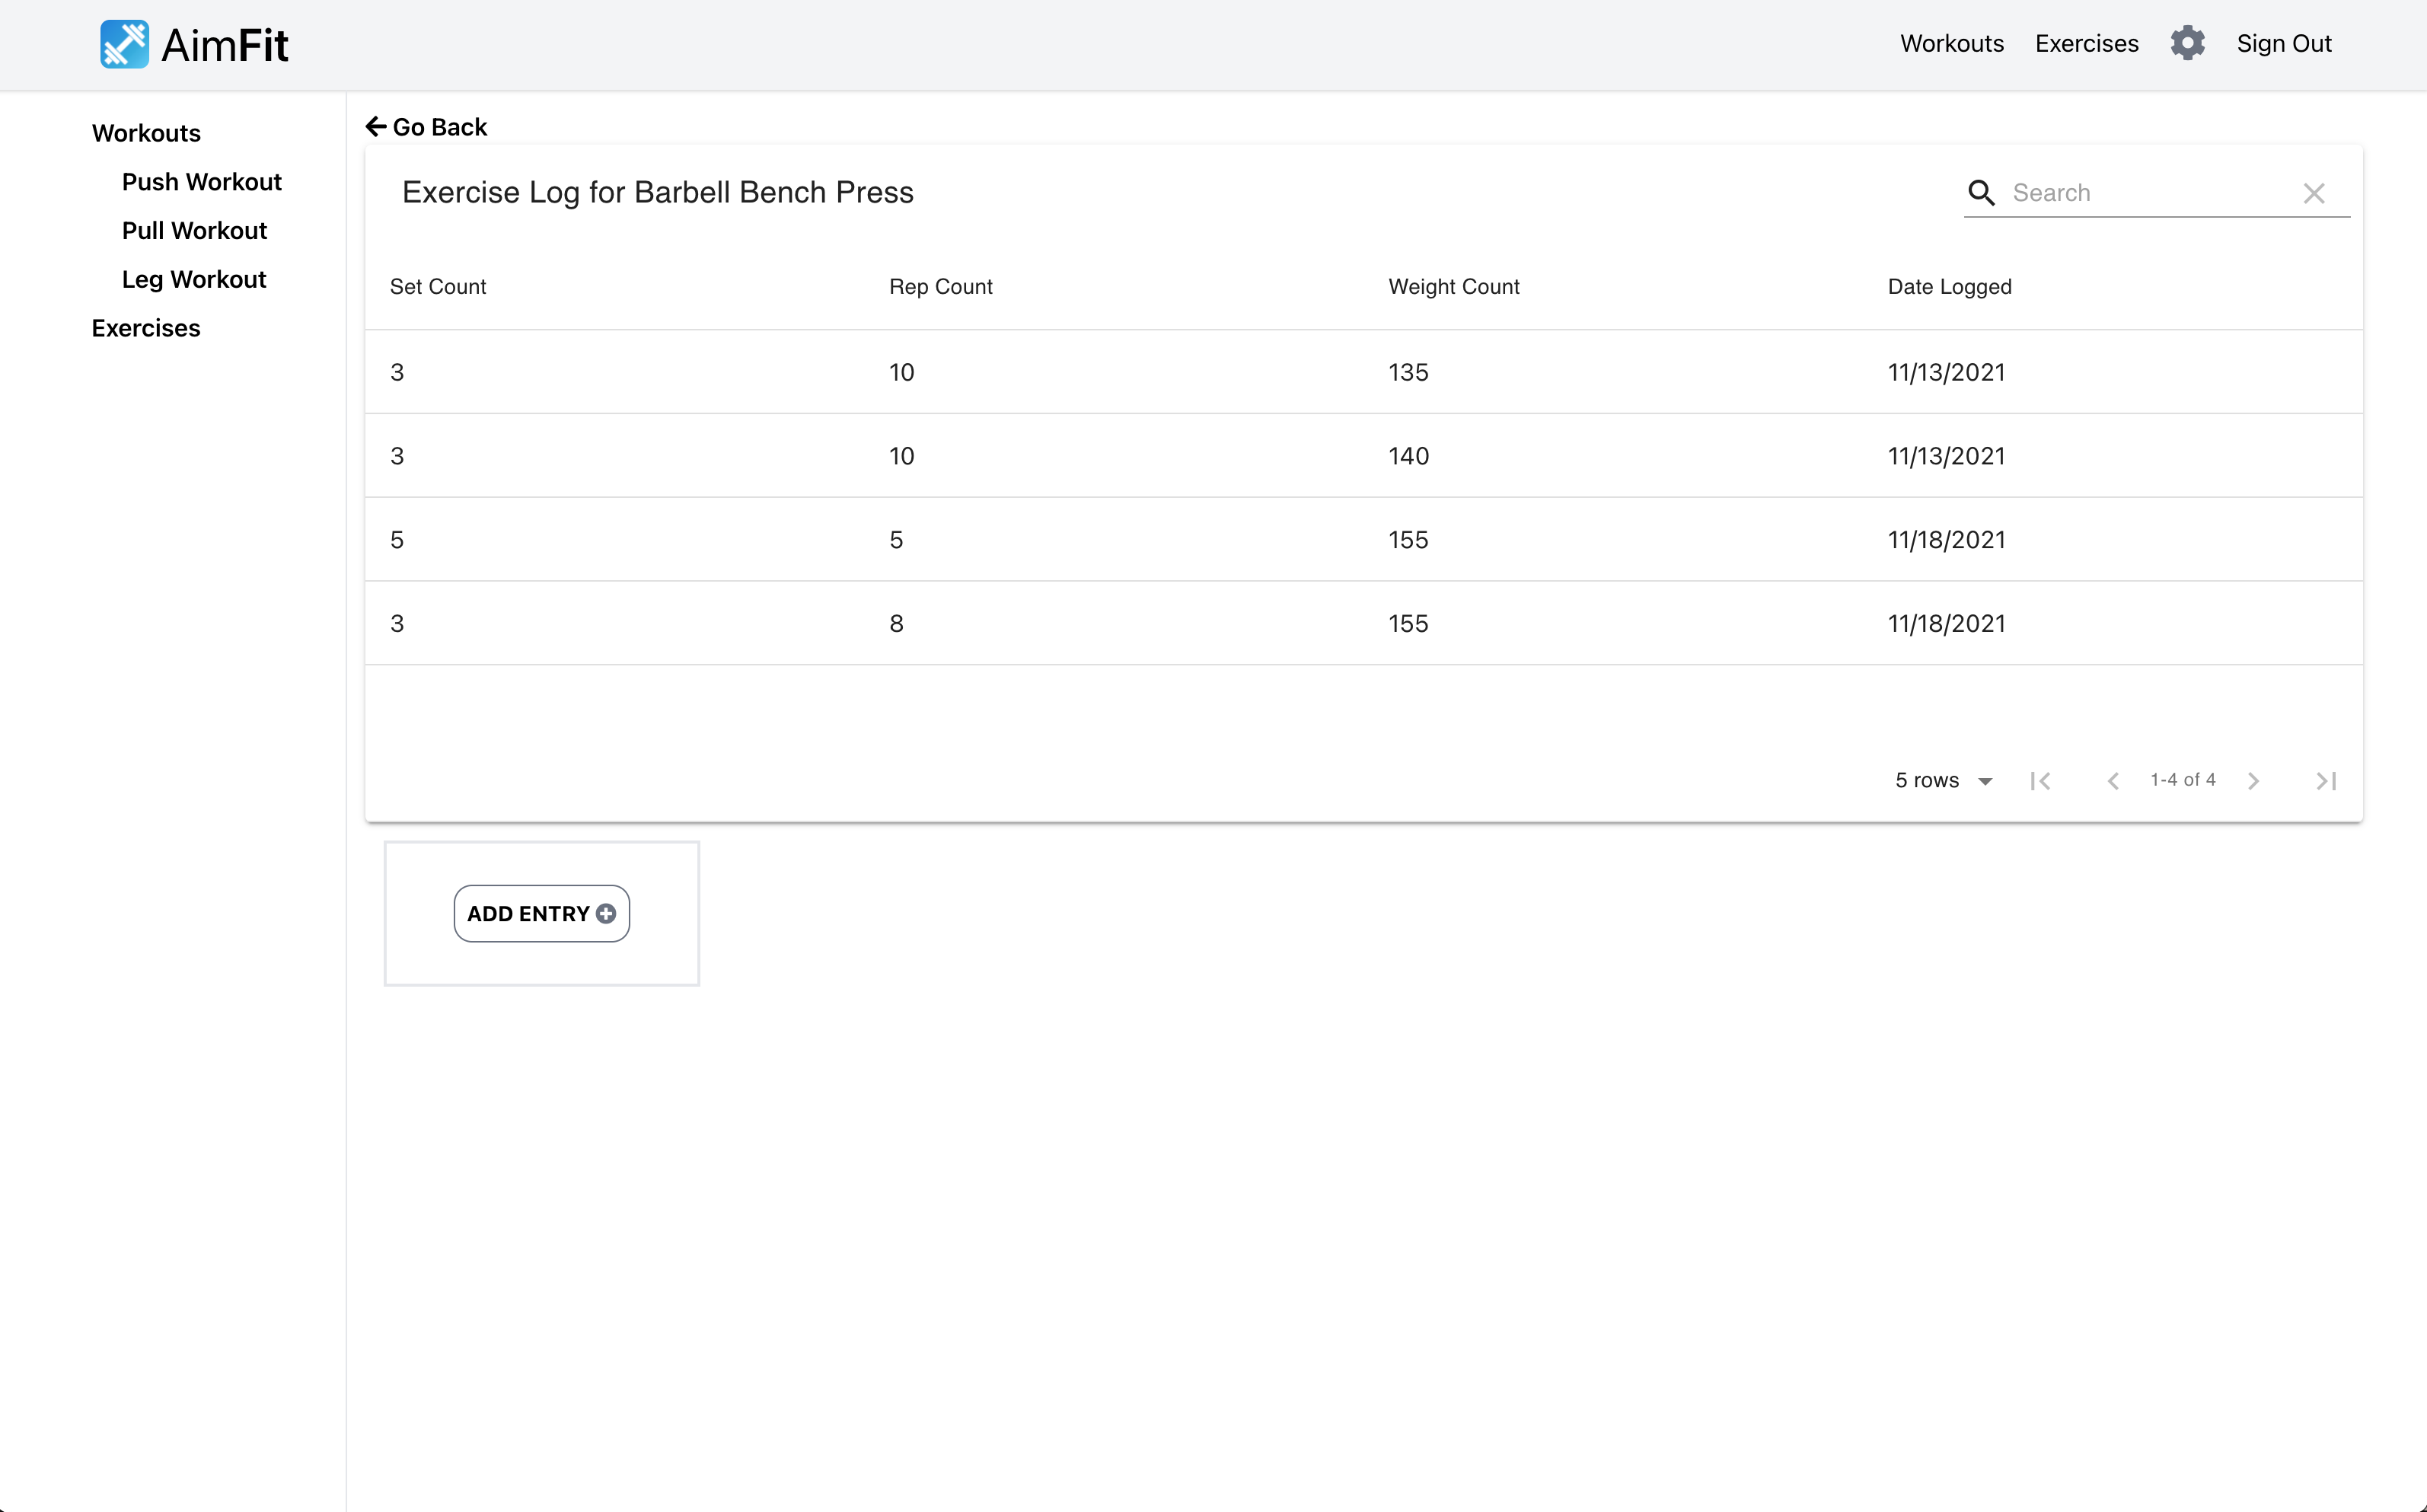 AimFit
Workouts Exercises Sign Out
Workouts
Push Workout
Pull Workout
Leg Workout
Exercises
Go Back
Exercise Log for Barbell Bench Press
Search
Set Count Rep Count Weight Count Date Logged
3 10 135 11/13/2021
3 10 140 11/13/2021
5 5 155 11/18/2021
3 8 155 11/18/2021
5 rows 1-4 of 4
ADD ENTRY